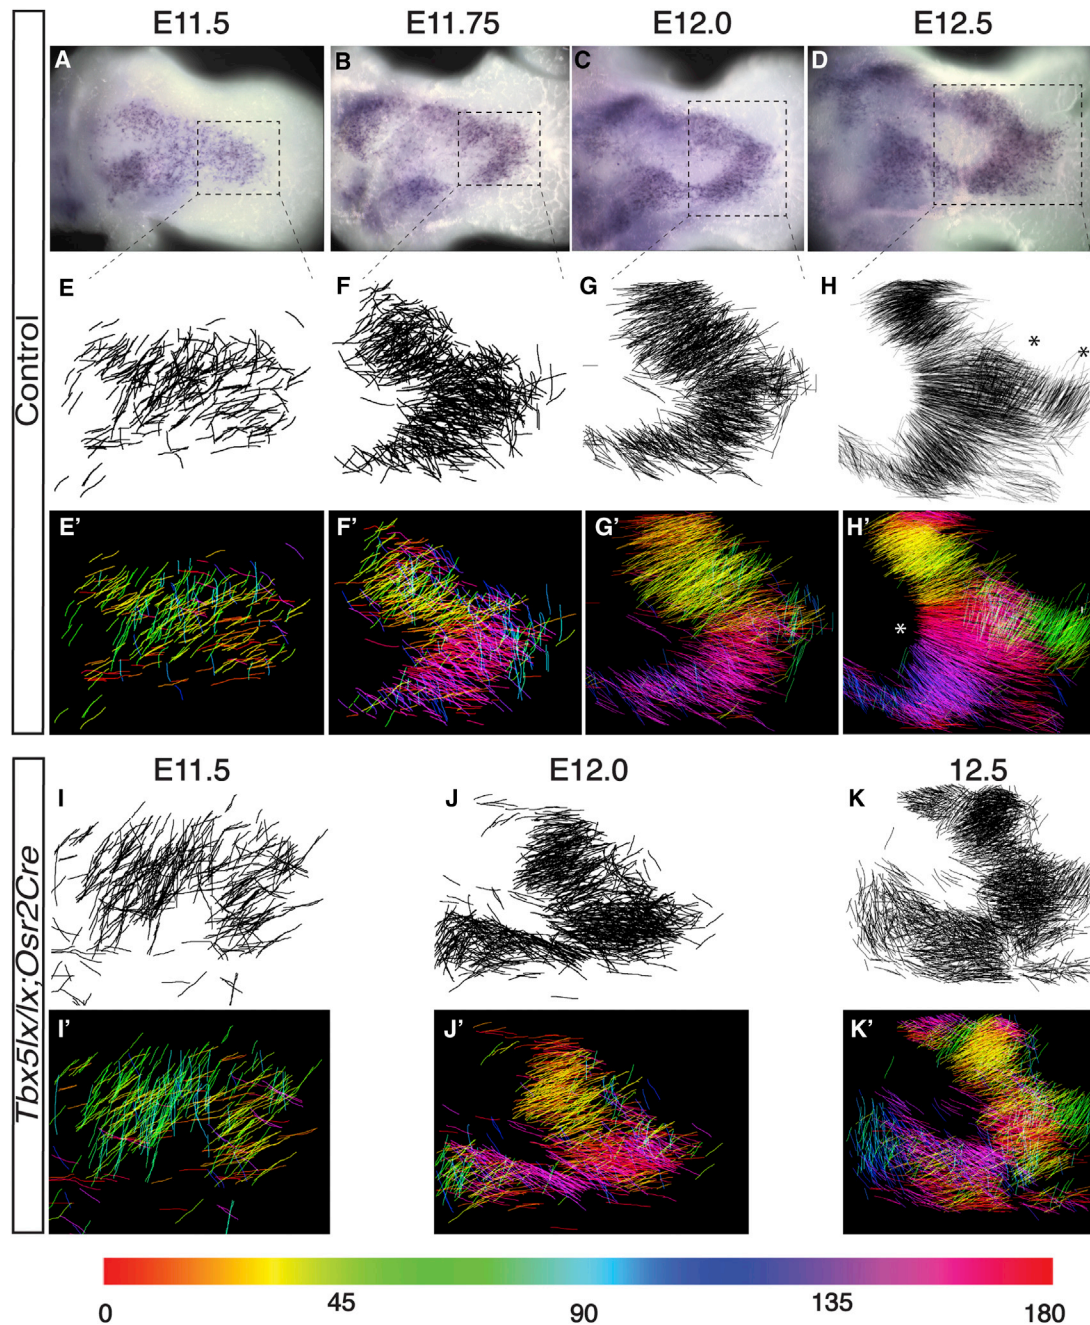 E11.5 E11.75 E12.0 E12.5
Control
A B C D
E F G H
* *
E' F' G' H'
*
Tbx5lx/lx;Osr2Cre
E11.5 E12.0 12.5
I J K
I' J' K'
0 45 90 135 180